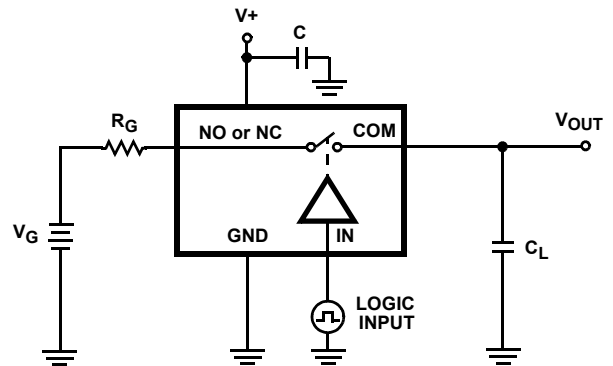 V+
C
RG
NO or NC
COM
VOUT
VG
GND
IN
CL
LOGIC
INPUT